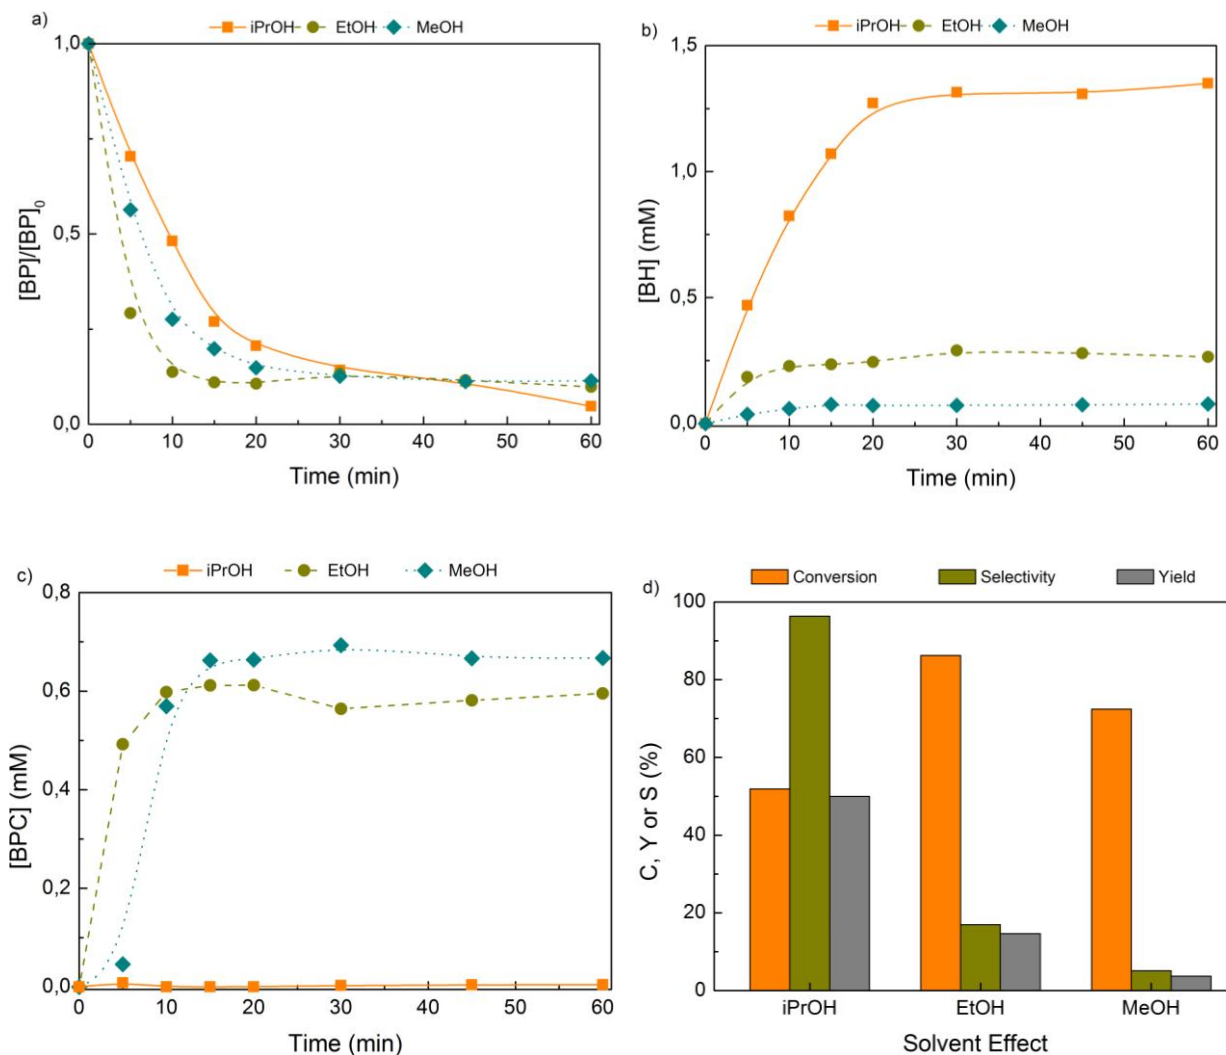 a)
iPrOH EtOH MeOH
1,0
0,5
0,0
[BP]/[BP]₀
0 10 20 30 40 50 60
Time (min)
b)
iPrOH EtOH MeOH
1,5
1,0
0,5
0,0
[BH] (mM)
0 10 20 30 40 50 60
Time (min)
c)
iPrOH EtOH MeOH
0,8
0,6
0,4
0,2
0,0
[BPC] (mM)
0 10 20 30 40 50 60
Time (min)
d)
Conversion Selectivity Yield
100
80
60
40
20
0
C, Y or S (%)
iPrOH EtOH MeOH
Solvent Effect